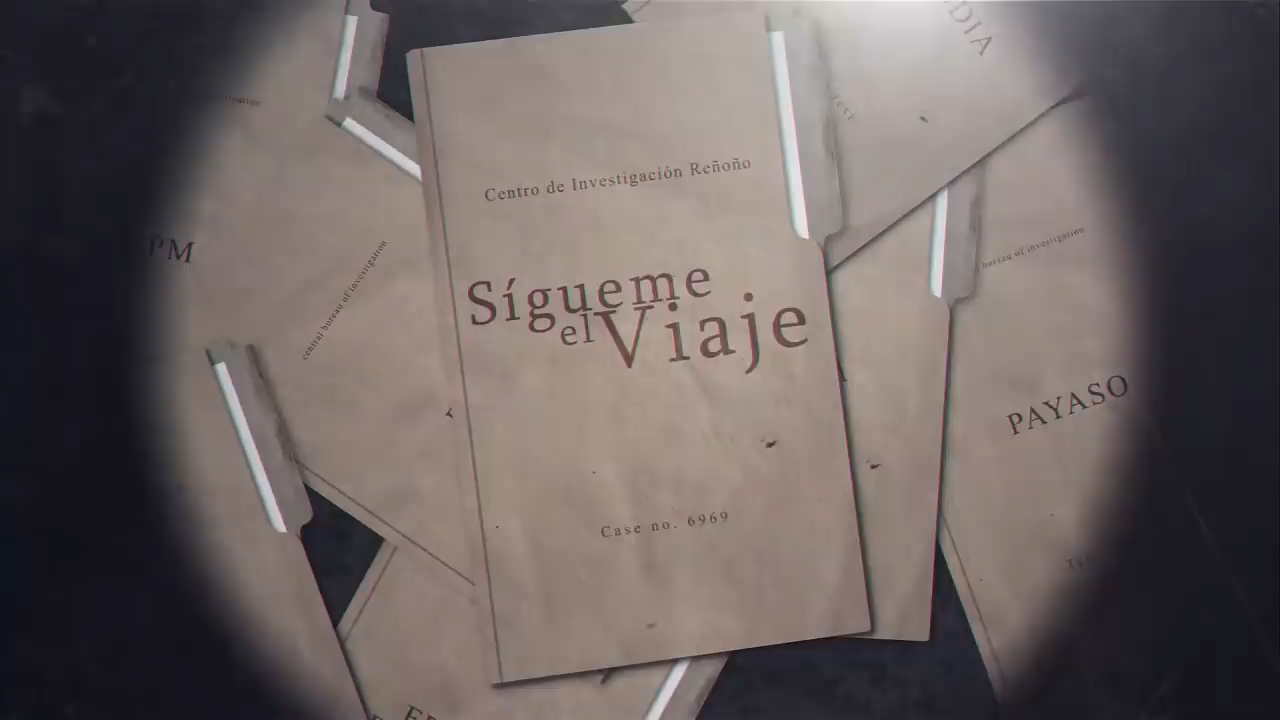 Centro de Investigación Reñoño
Sígueme
el Viaje
Case no. 6969
PM
central bureau of investigation
bureau of investigation
PAYASO